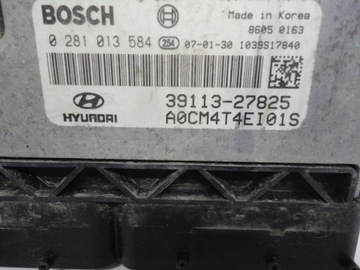 BOSCH
Made in Korea
8605 0163
0 281 013 584 254 07-01-30 1039S17840
HYUNDAI
39113-27825
A0CM4T4EI01S